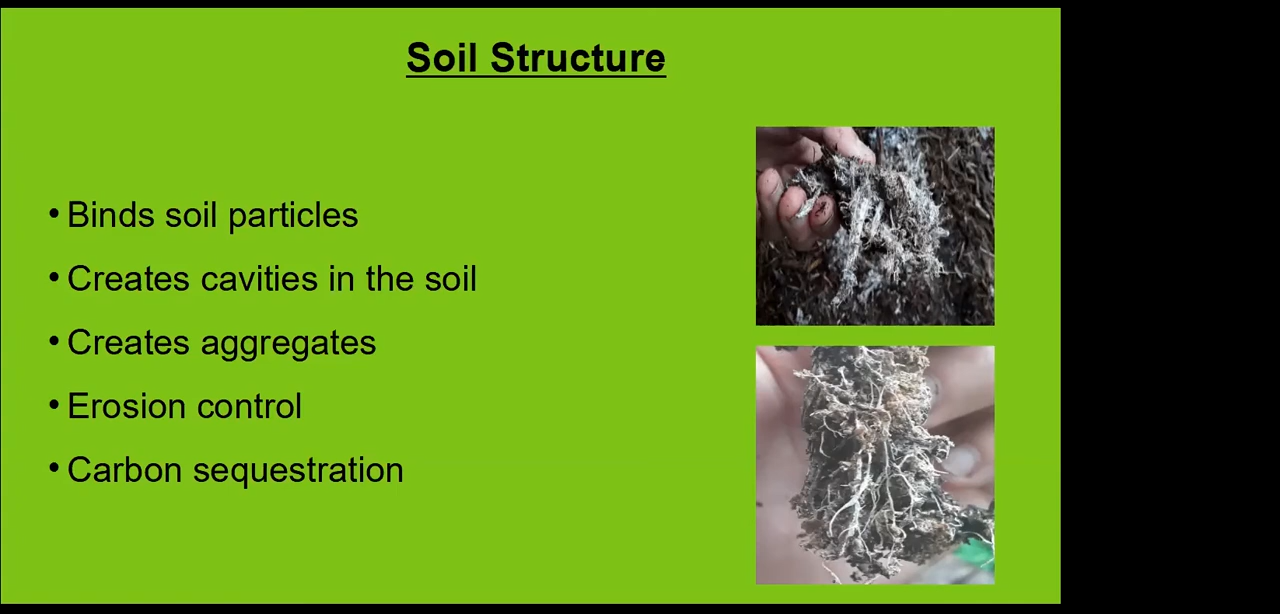 Soil Structure
• Binds soil particles
• Creates cavities in the soil
• Creates aggregates
• Erosion control
• Carbon sequestration